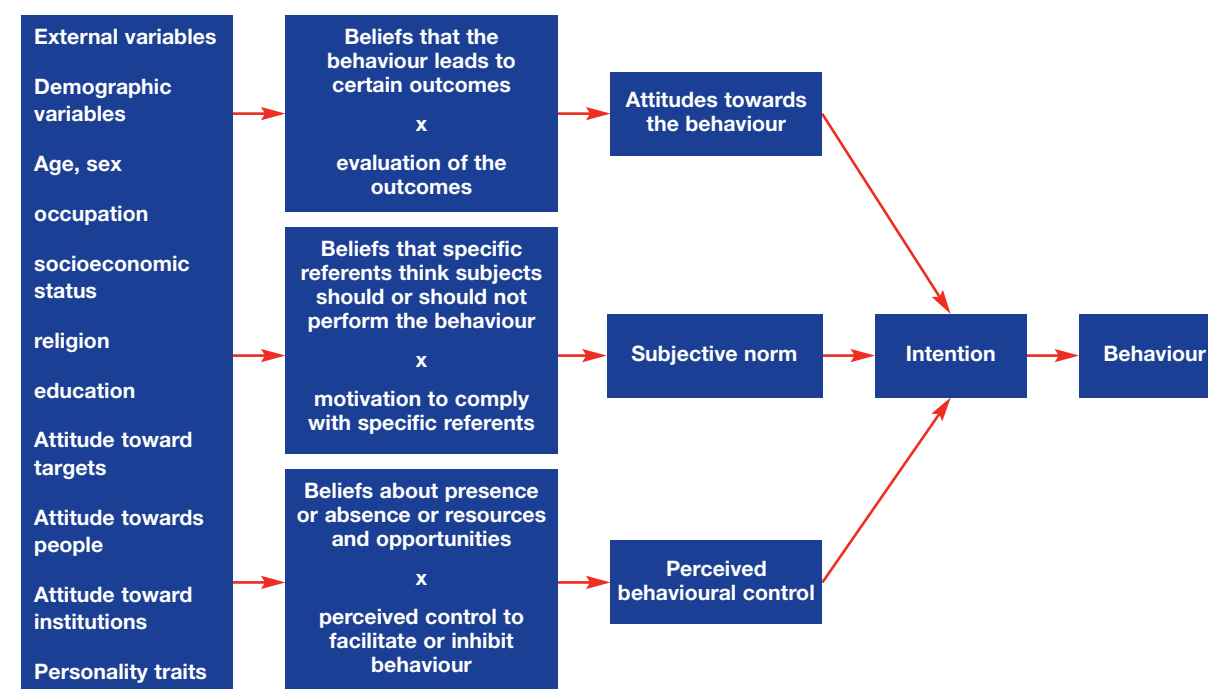 External variables
Demographic
variables
Age, sex
occupation
socioeconomic
status
religion
education
Attitude toward
targets
Attitude towards
people
Attitude toward
institutions
Personality traits
Beliefs that the
behaviour leads to
certain outcomes
x
evaluation of the
outcomes
Beliefs that specific
referents think subjects
should or should not
perform the behaviour
x
motivation to comply
with specific referents
Beliefs about presence
or absence or resources
and opportunities
x
perceived control to
facilitate or inhibit
behaviour
Attitudes towards
the behaviour
Subjective norm
Perceived
behavioural control
Intention
Behaviour